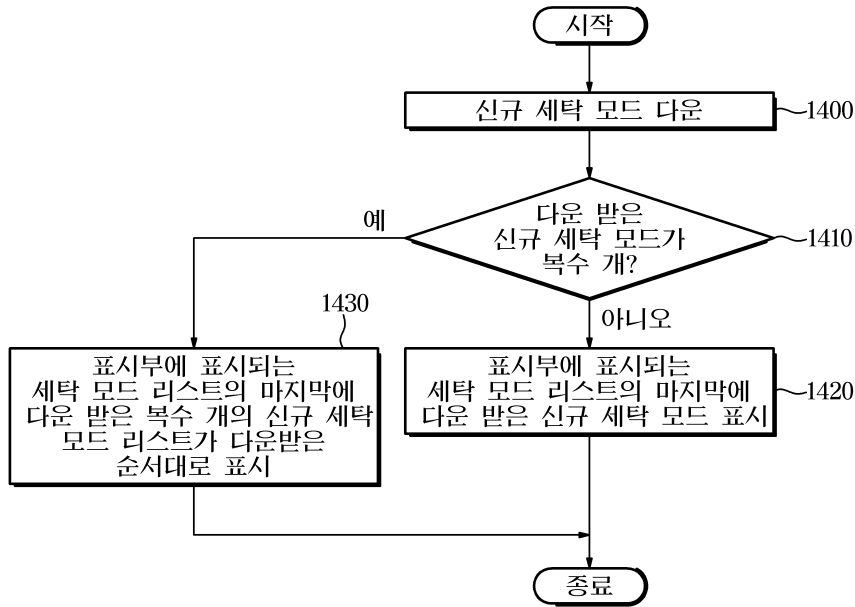 시작
신규 세탁 모드 다운
1400
다운 받은
신규 세탁 모드가
복수 개?
1410
예
아니오
1430
표시부에 표시되는
세탁 모드 리스트의 마지막에
다운 받은 복수 개의 신규 세탁
모드 리스트가 다운받은
순서대로 표시
표시부에 표시되는
세탁 모드 리스트의 마지막에
다운 받은 신규 세탁 모드 표시
1420
종료